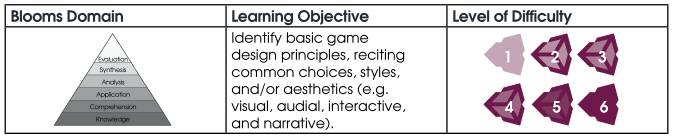 Blooms Domain
Learning Objective
Level of Difficulty
Evaluation
Synthesis
Analysis
Application
Comprehension
Knowledge
Identify basic game
design principles, reciting
common choices, styles,
and/or aesthetics (e.g.
visual, audial, interactive,
and narrative).
1 2 3
4 5 6